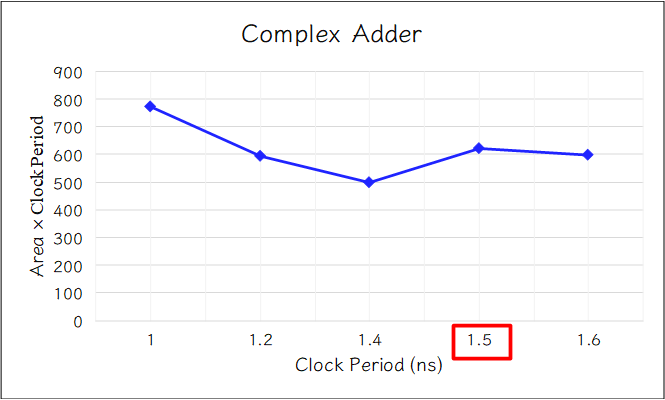 Complex Adder
900
800
700
600
500
400
300
200
100
0
Area × Clock Period
1 1.2 1.4 1.5 1.6
Clock Period (ns)